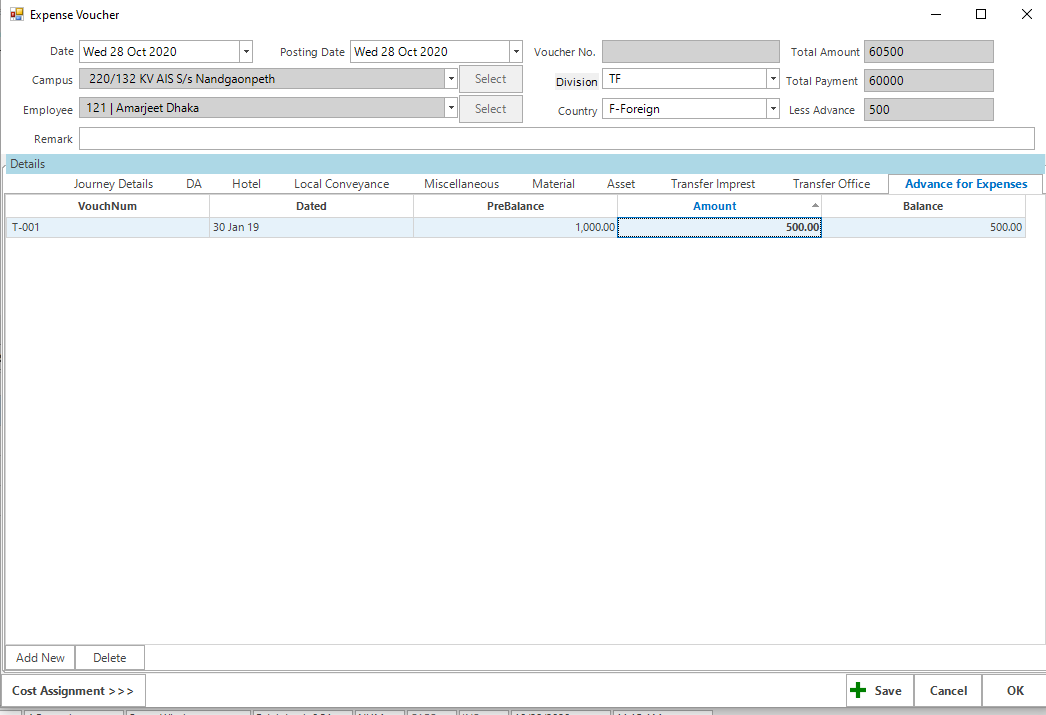 Expense Voucher
Date Wed 28 Oct 2020 Posting Date Wed 28 Oct 2020 Voucher No. Total Amount 60500
Campus 220/132 KV AIS S/s Nandgaonpeth Select Division TF Total Payment 60000
Employee 121 | Amarjeet Dhaka Select Country F-Foreign Less Advance 500
Remark
Details
Journey Details DA Hotel Local Conveyance Miscellaneous Material Asset Transfer Imprest Transfer Office Advance for Expenses
VouchNum Dated PreBalance Amount Balance
T-001 30 Jan 19 1,000.00 500.00 500.00
Add New Delete
Cost Assignment >>> Save Cancel OK